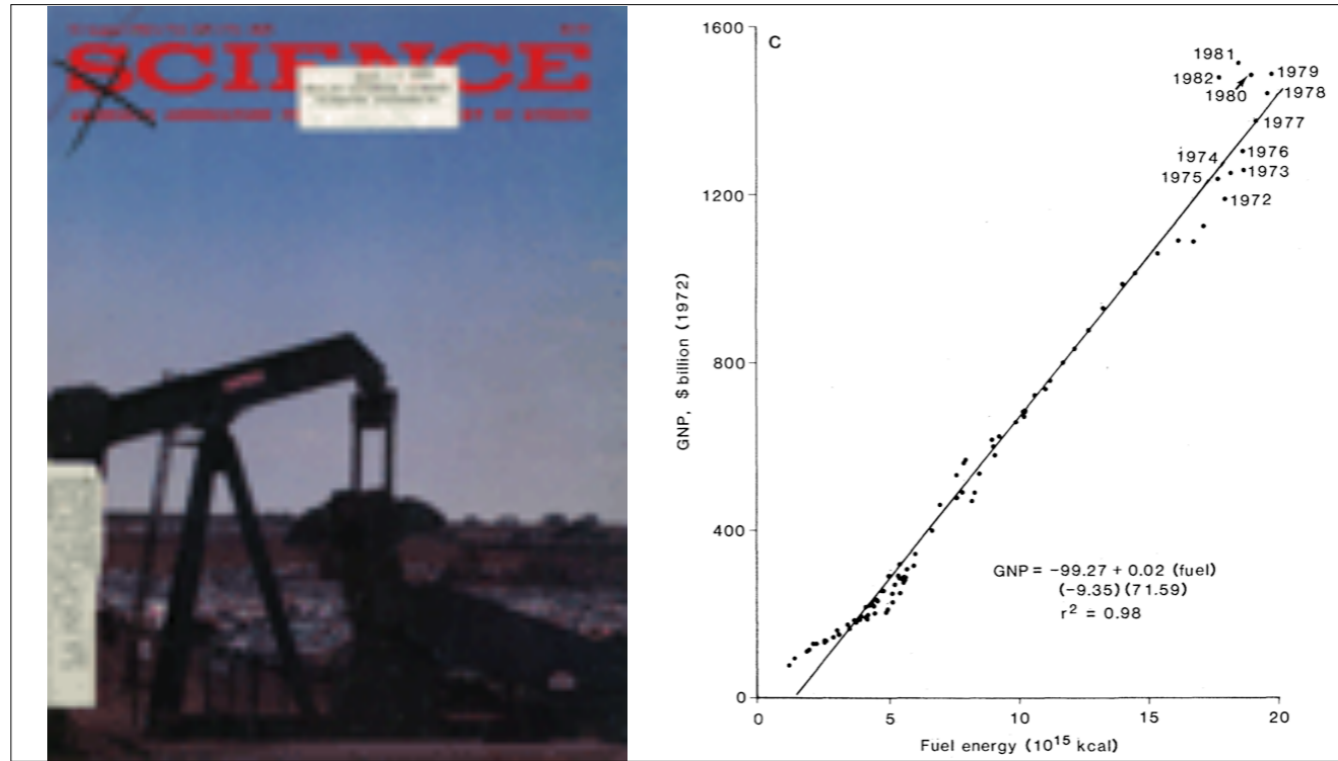 SCIENCE
C
1600
1200
800
400
0
GNP, $ billion (1972)
1981
1982
1979
1980
1978
1977
1974
1976
1975
1973
1972
GNP = −99.27 + 0.02 (fuel)
(−9.35) (71.59)
r² = 0.98
0 5 10 15 20
Fuel energy (10¹⁵ kcal)